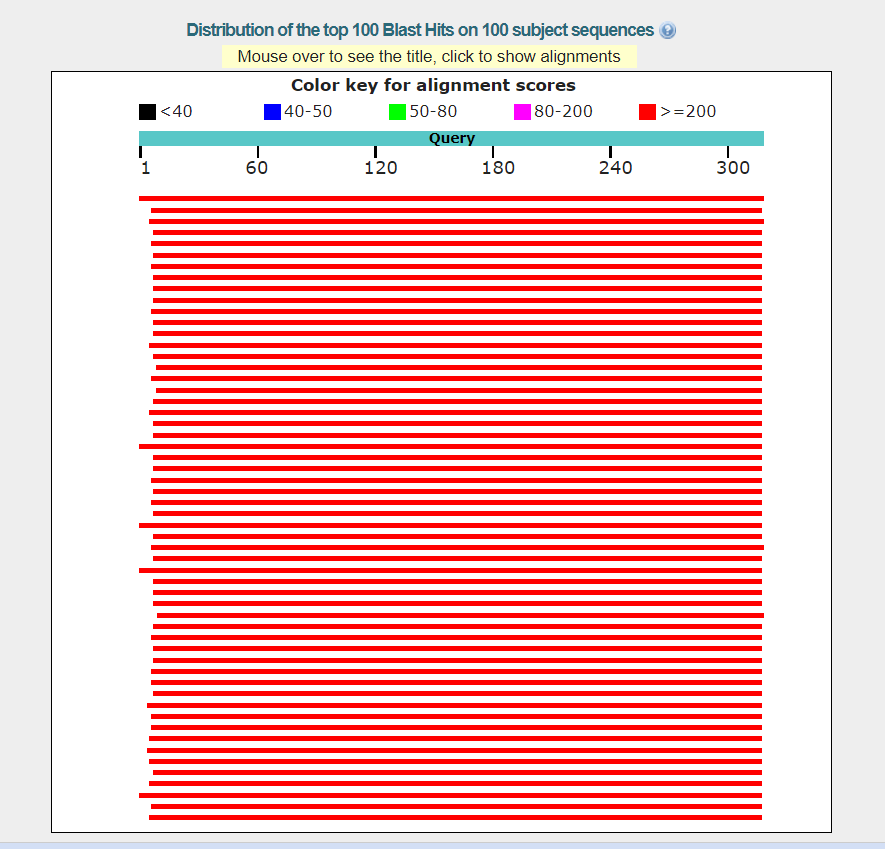 Distribution of the top 100 Blast Hits on 100 subject sequences ?
Mouse over to see the title, click to show alignments
Color key for alignment scores
<40 40-50 50-80 80-200 >=200
Query
1 60 120 180 240 300